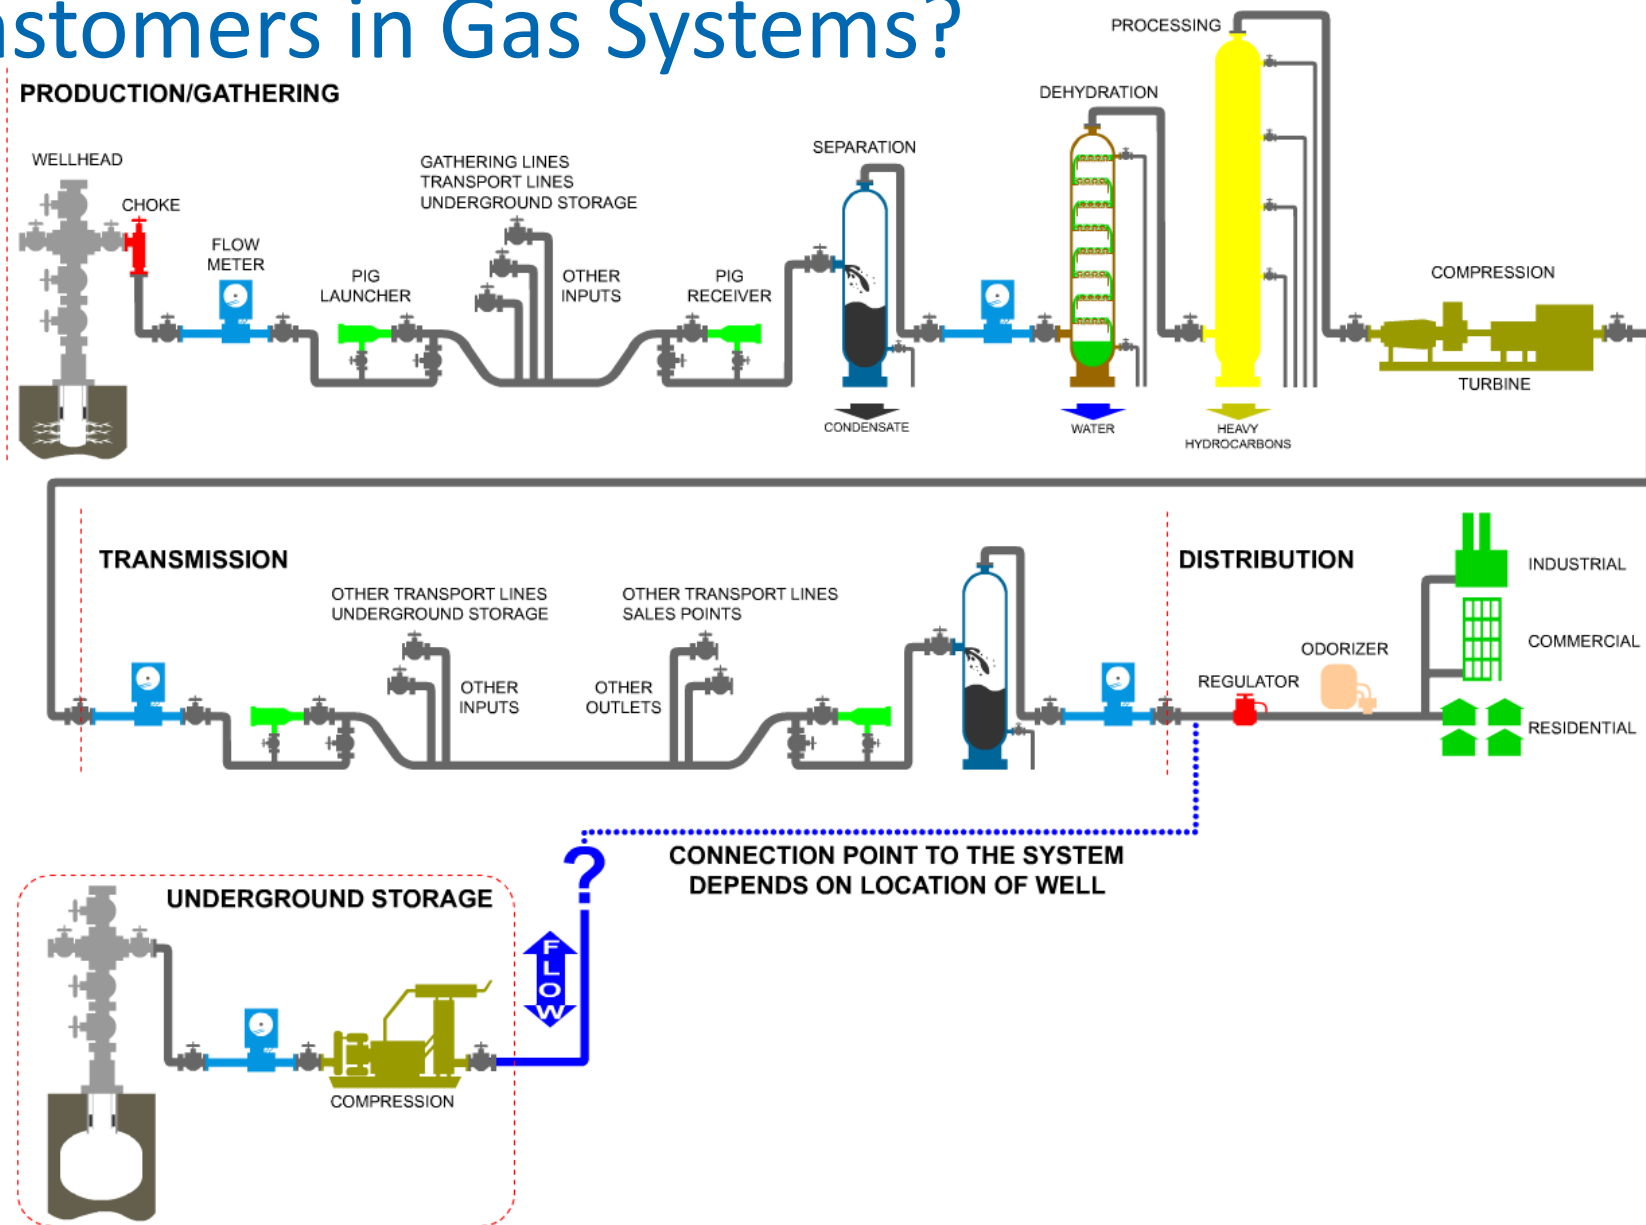 astomers in Gas Systems?
PRODUCTION/GATHERING
WELLHEAD
CHOKE
FLOW
METER
PIG
LAUNCHER
GATHERING LINES
TRANSPORT LINES
UNDERGROUND STORAGE
OTHER
INPUTS
PIG
RECEIVER
SEPARATION
CONDENSATE
DEHYDRATION
WATER
PROCESSING
HEAVY
HYDROCARBONS
COMPRESSION
TURBINE
TRANSMISSION
OTHER TRANSPORT LINES
UNDERGROUND STORAGE
OTHER
INPUTS
OTHER TRANSPORT LINES
SALES POINTS
OTHER
OUTLETS
DISTRIBUTION
REGULATOR
ODORIZER
INDUSTRIAL
COMMERCIAL
RESIDENTIAL
?
CONNECTION POINT TO THE SYSTEM
DEPENDS ON LOCATION OF WELL
UNDERGROUND STORAGE
FLOW
COMPRESSION